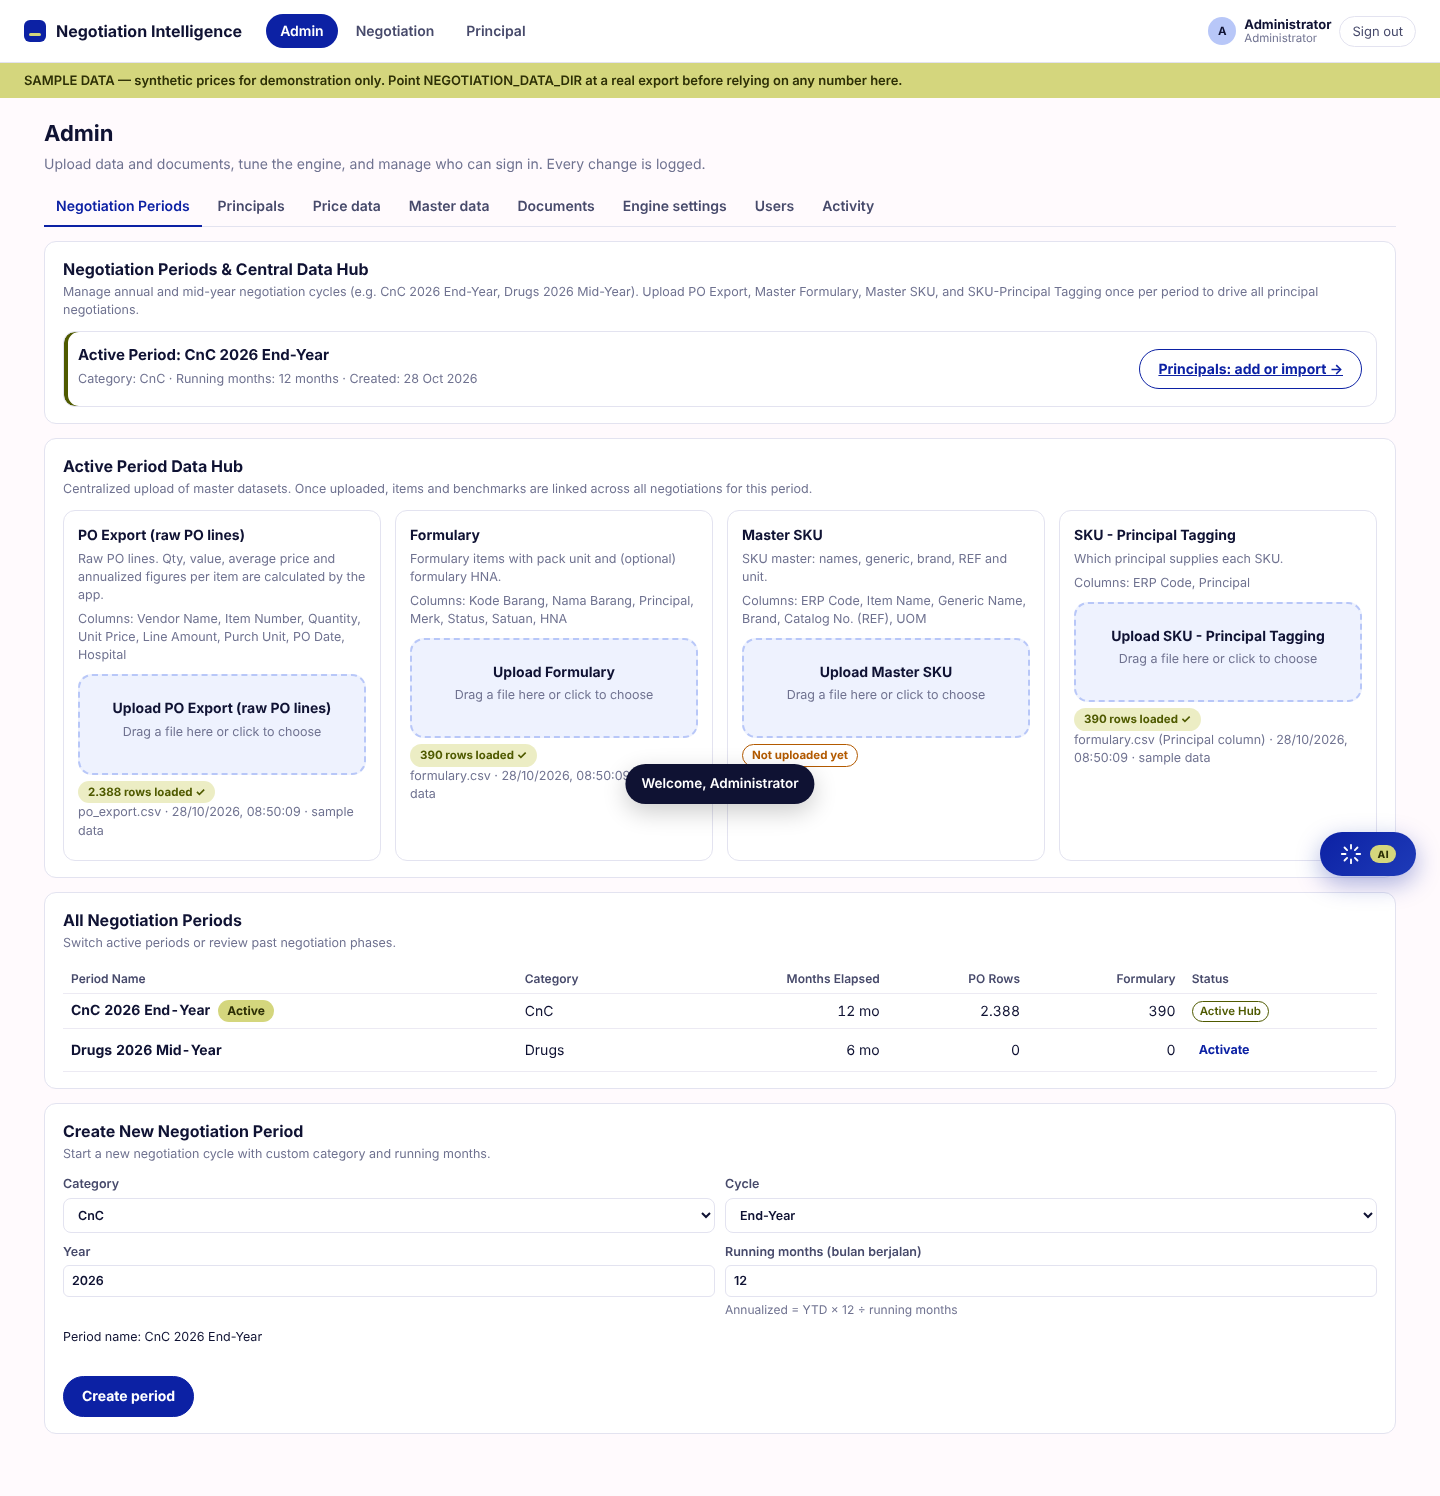 Negotiation Intelligence
Admin
Negotiation
Principal
A
Administrator
Administrator
Sign out
SAMPLE DATA — synthetic prices for demonstration only. Point NEGOTIATION_DATA_DIR at a real export before relying on any number here.
Admin
Upload data and documents, tune the engine, and manage who can sign in. Every change is logged.
Negotiation Periods
Principals
Price data
Master data
Documents
Engine settings
Users
Activity
Negotiation Periods & Central Data Hub
Manage annual and mid-year negotiation cycles (e.g. CnC 2026 End-Year, Drugs 2026 Mid-Year). Upload PO Export, Master Formulary, Master SKU, and SKU-Principal Tagging once per period to drive all principal
negotiations.
Active Period: CnC 2026 End-Year
Category: CnC · Running months: 12 months · Created: 28 Oct 2026
Principals: add or import →
Active Period Data Hub
Centralized upload of master datasets. Once uploaded, items and benchmarks are linked across all negotiations for this period.
PO Export (raw PO lines)
Raw PO lines. Qty, value, average price and
annualized figures per item are calculated by the
app.
Columns: Vendor Name, Item Number, Quantity,
Unit Price, Line Amount, Purch Unit, PO Date,
Hospital
Upload PO Export (raw PO lines)
Drag a file here or click to choose
2.388 rows loaded ✓
po_export.csv · 28/10/2026, 08:50:09 · sample
data
Formulary
Formulary items with pack unit and (optional)
formulary HNA.
Columns: Kode Barang, Nama Barang, Principal,
Merk, Status, Satuan, HNA
Upload Formulary
Drag a file here or click to choose
390 rows loaded ✓
formulary.csv · 28/10/2026, 08:50:09
data
Master SKU
SKU master: names, generic, brand, REF and
unit.
Columns: ERP Code, Item Name, Generic Name,
Brand, Catalog No. (REF), UOM
Upload Master SKU
Drag a file here or click to choose
Not uploaded yet
SKU - Principal Tagging
Which principal supplies each SKU.
Columns: ERP Code, Principal
Upload SKU - Principal Tagging
Drag a file here or click to choose
390 rows loaded ✓
formulary.csv (Principal column) · 28/10/2026,
08:50:09 · sample data
Welcome, Administrator
AI
All Negotiation Periods
Switch active periods or review past negotiation phases.
Period Name Category Months Elapsed PO Rows Formulary Status
CnC 2026 End-Year Active CnC 12 mo 2.388 390 Active Hub
Drugs 2026 Mid-Year Drugs 6 mo 0 0 Activate
Create New Negotiation Period
Start a new negotiation cycle with custom category and running months.
Category
CnC
Cycle
End-Year
Year
2026
Running months (bulan berjalan)
12
Annualized = YTD × 12 ÷ running months
Period name: CnC 2026 End-Year
Create period